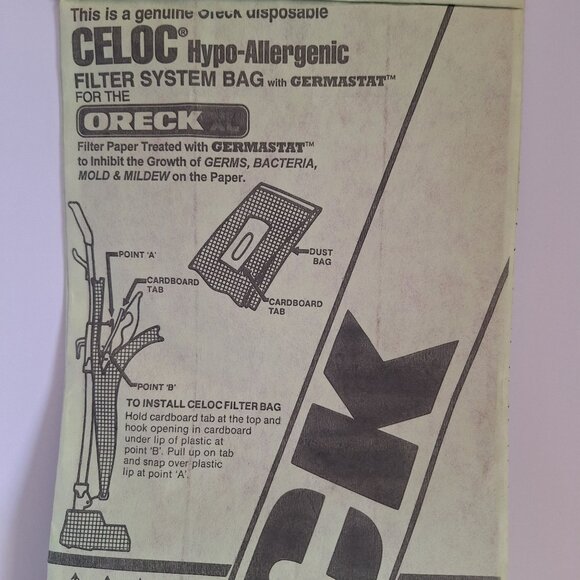 This is a genuine Oreck disposable
CELOC® Hypo-Allergenic
FILTER SYSTEM BAG with GERMASTAT™
FOR THE
ORECK XL
Filter Paper Treated with GERMASTAT™
to Inhibit the Growth of GERMS, BACTERIA,
MOLD & MILDEW on the Paper.
POINT 'A'
CARDBOARD
TAB
DUST
BAG
CARDBOARD
TAB
POINT 'B'
TO INSTALL CELOC FILTER BAG
Hold cardboard tab at the top and
hook opening in cardboard
under lip of plastic at
point 'B'. Pull up on tab
and snap over plastic
lip at point 'A'.
CK